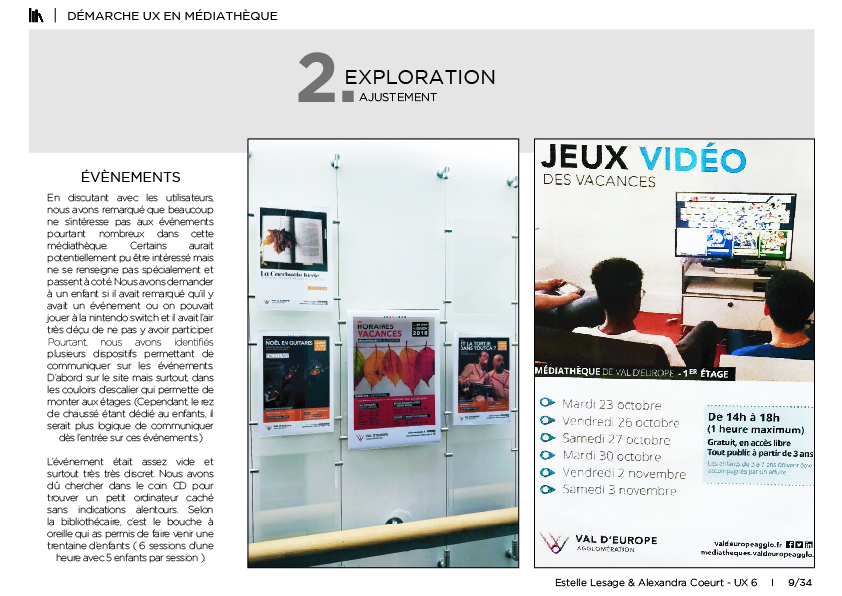 DÉMARCHE UX EN MÉDIATHÈQUE
2.
EXPLORATION
AJUSTEMENT
ÉVÈNEMENTS
En discutant avec les utilisateurs,
nous avons remarqué que beaucoup
ne s'intéresse pas aux événements
pourtant nombreux dans cette
médiathèque. Certains aurait
potentiellement pu être intéressé mais
ne se renseigne pas spécialement et
passent à coté. Nous avons demander
à un enfant si il avait remarqué qu'il y
avait un événement ou on pouvait
jouer à la nintendo switch et il avait l'air
très déçu de ne pas y avoir participer.
Pourtant, nous avons identifiés
plusieurs dispositifs permettant de
communiquer sur les événements.
D'abord sur le site mais surtout, dans
les couloirs d'escalier qui permette de
monter aux étages. (Cependant, le rez
de chaussé étant dédié au enfants, il
serait plus logique de communiquer
dès l'entrée sur ces événements.)
L'événement était assez vide et
surtout très très discret. Nous avons
dû chercher dans le coin CD pour
trouver un petit ordinateur caché
sans indications alentours. Selon
la bibliothécaire, c'est le bouche à
oreille qui as permis de faire venir une
trentaine d'enfants ( 6 sessions d'une
heure avec 5 enfants par session ).
NOËL EN GUITARES
HORAIRES
VACANCES
2018
VAL D'EUROPE
ET LA TORTUE
DANS TOUT ÇA ?
JEUX VIDÉO
DES VACANCES
MÉDIATHÈQUE DE VAL D'EUROPE - 1ER ÉTAGE
Mardi 23 octobre
Vendredi 26 octobre
Samedi 27 octobre
Mardi 30 octobre
Vendredi 2 novembre
Samedi 3 novembre
De 14h à 18h
(1 heure maximum)
Gratuit, en accès libre
Tout public à partir de 3 ans
Les enfants de 3 à 7 ans doivent être
accompagnés par un adulte
VAL D'EUROPE
AGGLOMÉRATION
valdeuropeagglo.fr
mediatheques.valdeuropeagglo.
Estelle Lesage & Alexandra Coeurt - UX 6 I 9/34